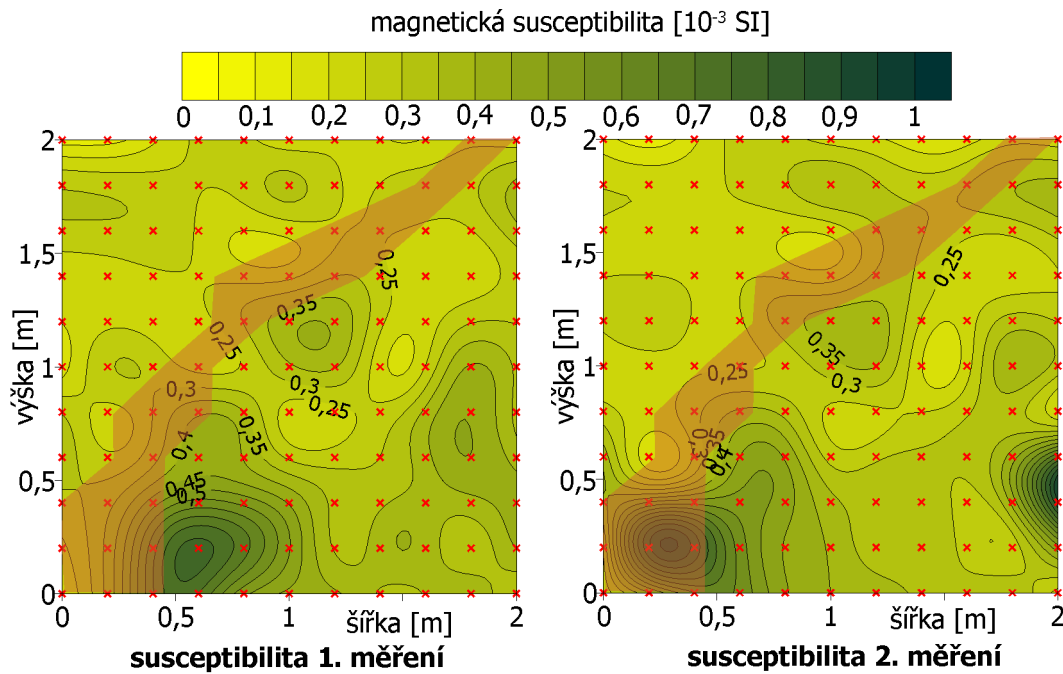 magnetická susceptibilita [10⁻³ SI]
0 0,1 0,2 0,3 0,4 0,5 0,6 0,7 0,8 0,9 1
2
1,5
1
0,5
0
výška [m]
0,25
0,35
0,25
0,3
0,3
0,25
0,35
0,4
0,45
0,5
0 0,5 1 2
šířka [m]
susceptibilita 1. měření
2
1,5
1
0,5
0
výška [m]
0,25
0,35
0,25
0,3
0,3
0,35
0,4
0 0,5 1 2
šířka [m]
susceptibilita 2. měření